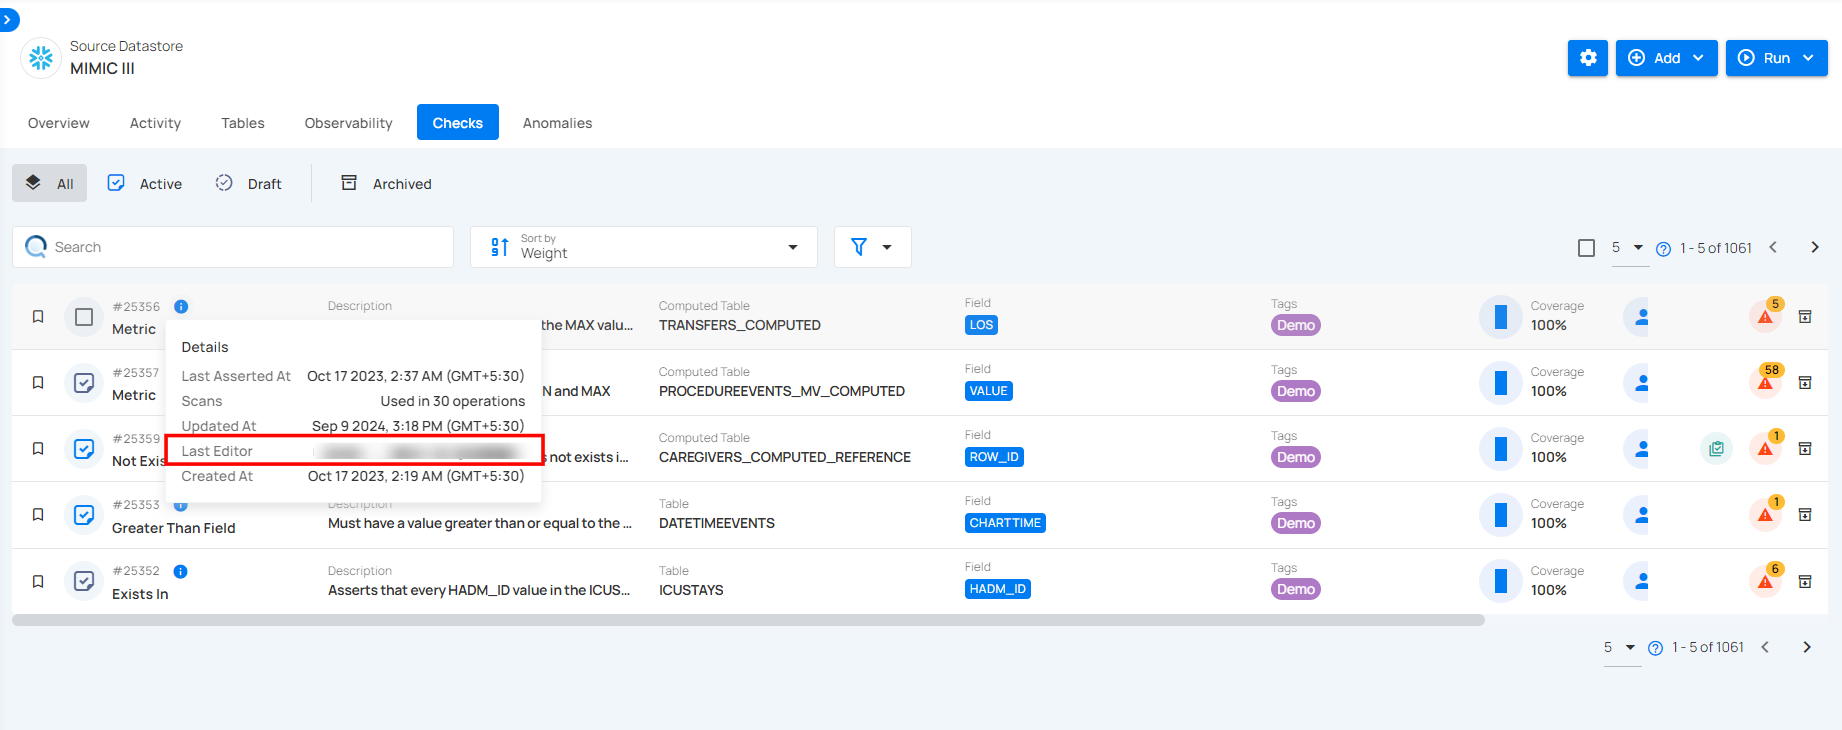 Source Datastore
MIMIC III
Add
Run
Overview
Activity
Tables
Observability
Checks
Anomalies
All
Active
Draft
Archived
Search
Sort by
Weight
5
1 - 5 of 1061
#25356
Metric
Description
the MAX valu...
Computed Table
TRANSFERS_COMPUTED
Field
LOS
Tags
Demo
Coverage
100%
5
Details
Last Asserted At Oct 17 2023, 2:37 AM (GMT+5:30)
Scans Used in 30 operations
Updated At Sep 9 2024, 3:18 PM (GMT+5:30)
Last Editor
Created At Oct 17 2023, 2:19 AM (GMT+5:30)
#25357
Metric
N and MAX
Computed Table
PROCEDUREEVENTS_MV_COMPUTED
Field
VALUE
Tags
Demo
Coverage
100%
58
#25359
Not Exis
s not exists i...
Computed Table
CAREGIVERS_COMPUTED_REFERENCE
Field
ROW_ID
Tags
Demo
Coverage
100%
1
#25353
Greater Than Field
Description
Must have a value greater than or equal to the ...
Table
DATETIMEEVENTS
Field
CHARTTIME
Tags
Demo
Coverage
100%
1
#25352
Exists In
Description
Asserts that every HADM_ID value in the ICUS...
Table
ICUSTAYS
Field
HADM_ID
Tags
Demo
Coverage
100%
6
5
1 - 5 of 1061